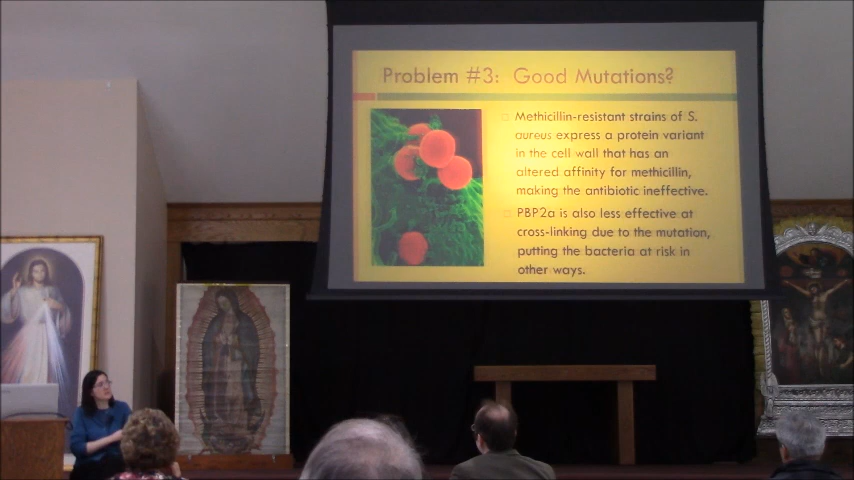 Problem #3: Good Mutations?
Methicillin-resistant strains of S.
aureus express a protein variant
in the cell wall that has an
altered affinity for methicillin,
making the antibiotic ineffective.
PBP2a is also less effective at
cross-linking due to the mutation,
putting the bacteria at risk in
other ways.